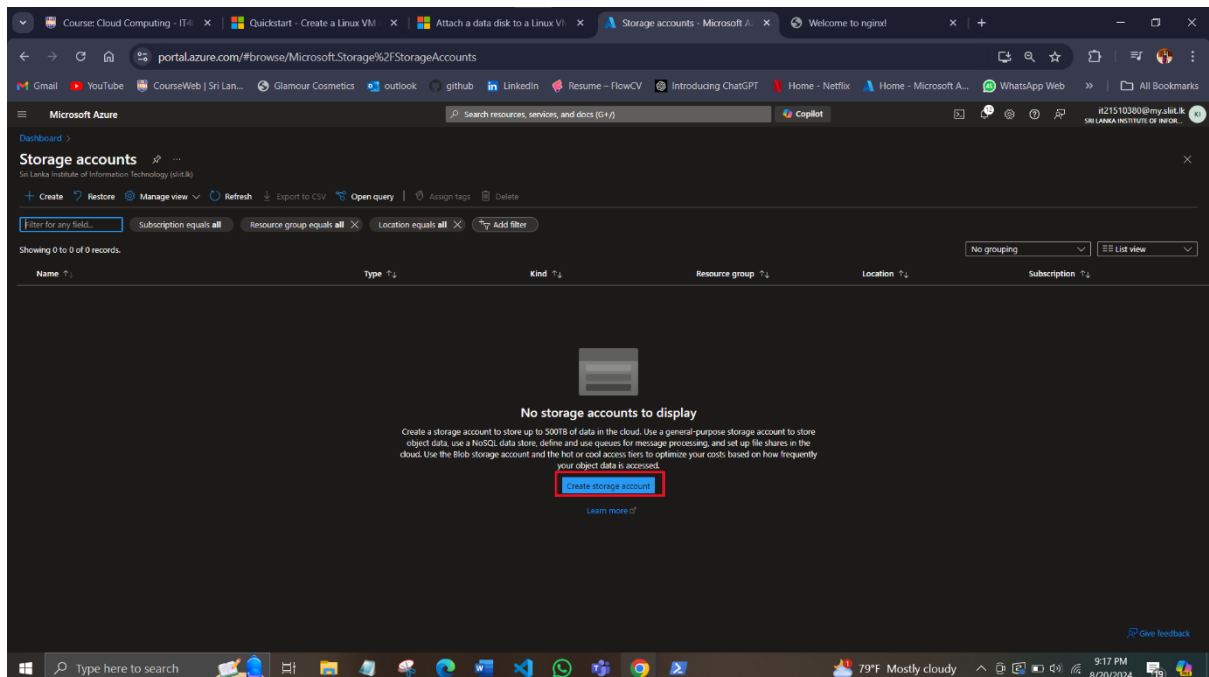 Course: Cloud Computing - IT4
Quickstart - Create a Linux VM
Attach a data disk to a Linux VM
Storage accounts - Microsoft A
Welcome to nginx!
portal.azure.com/#browse/Microsoft.Storage%2FStorageAccounts
Gmail
YouTube
CourseWeb | Sri Lan...
Glamour Cosmetics
outlook
github
LinkedIn
Resume – FlowCV
Introducing ChatGPT
Home - Netflix
Home - Microsoft A...
WhatsApp Web
All Bookmarks
Microsoft Azure
Search resources, services, and docs (G+/)
Copilot
it21510380@my.sliit.lk
SRI LANKA INSTITUTE OF INFOR...
KI
Dashboard >
Storage accounts
Sri Lanka Institute of Information Technology (sliit.lk)
Create
Restore
Manage view
Refresh
Export to CSV
Open query
Assign tags
Delete
Filter for any field...
Subscription equals all
Resource group equals all
Location equals all
Add filter
Showing 0 to 0 of 0 records.
No grouping
List view
Name
Type
Kind
Resource group
Location
Subscription
No storage accounts to display
Create a storage account to store up to 500TB of data in the cloud. Use a general-purpose storage account to store
object data, use a NoSQL data store, define and use queues for message processing, and set up file shares in the
cloud. Use the Blob storage account and the hot or cool access tiers to optimize your costs based on how frequently
your object data is accessed.
Create storage account
Learn more
Give feedback
Type here to search
79°F Mostly cloudy
9:17 PM
8/20/2024